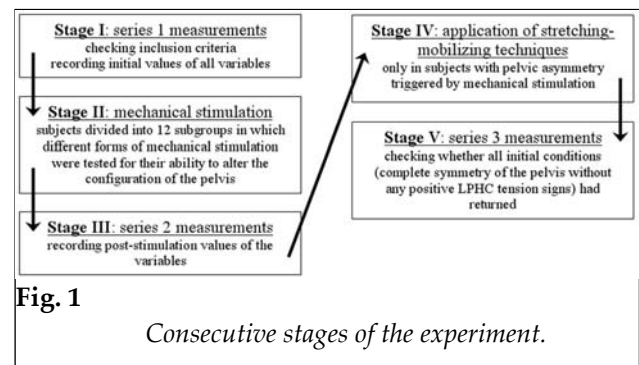 Stage I: series 1 measurements
checking inclusion criteria
recording initial values of all variables
Stage II: mechanical stimulation
subjects divided into 12 subgroups in which
different forms of mechanical stimulation
were tested for their ability to alter the
configuration of the pelvis
Stage III: series 2 measurements
recording post-stimulation values of the
variables
Stage IV: application of stretching-
mobilizing techniques
only in subjects with pelvic asymmetry
triggered by mechanical stimulation
Stage V: series 3 measurements
checking whether all initial conditions
(complete symmetry of the pelvis without
any positive LPHC tension signs) had
returned
Fig. 1
Consecutive stages of the experiment.